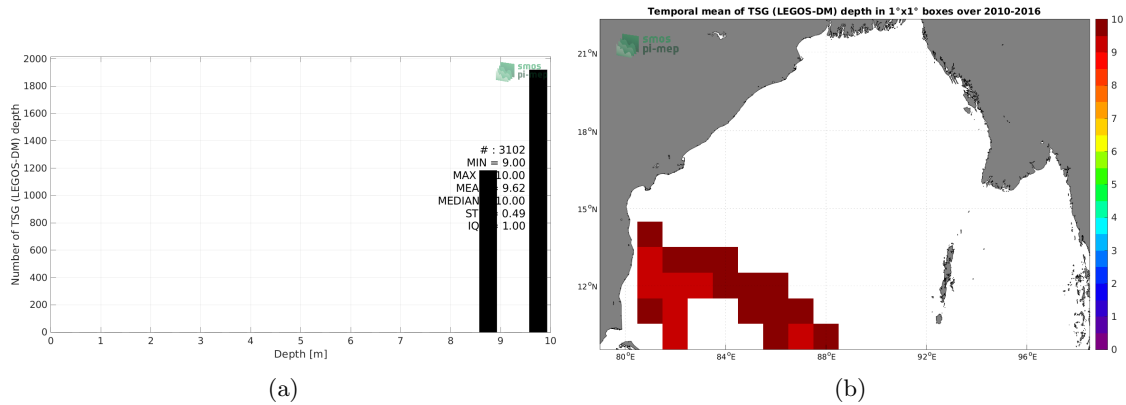 Number of TSG (LEGOS-DM) depth
2000
1800
1600
1400
1200
1000
800
600
400
200
0
0 1 2 3 4 5 6 7 8 9 10
Depth [m]
smos
pi-mep
# : 3102
MIN = 9.00
MAX 10.00
MEA = 9.62
MEDIAN 10.00
ST = 0.49
IQ = 1.00
(a)
Temporal mean of TSG (LEGOS-DM) depth in 1°x1° boxes over 2010-2016
smos
pi-mep
21°N
18°N
15°N
12°N
80°E 84°E 88°E 92°E 96°E
10
9
8
7
6
5
4
3
2
1
0
(b)